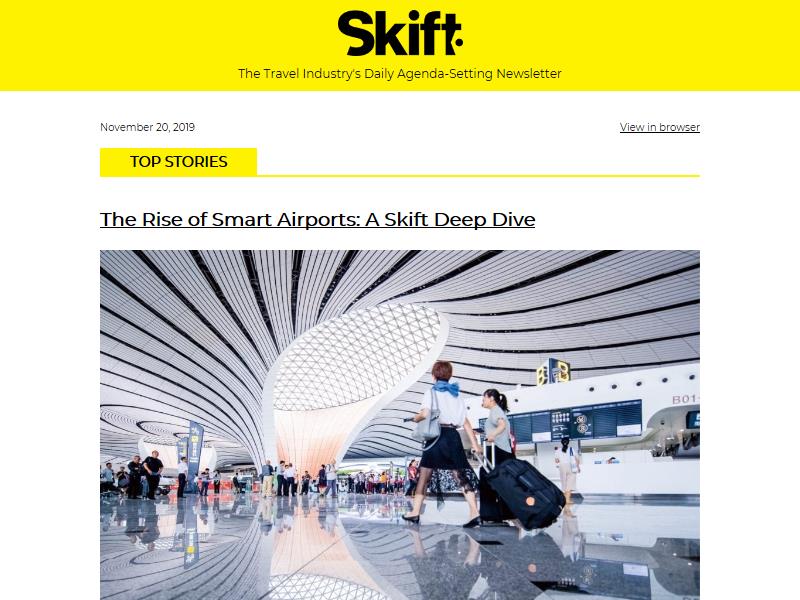 Skift
The Travel Industry's Daily Agenda-Setting Newsletter
November 20, 2019
View in browser
TOP STORIES
The Rise of Smart Airports: A Skift Deep Dive
B
B01